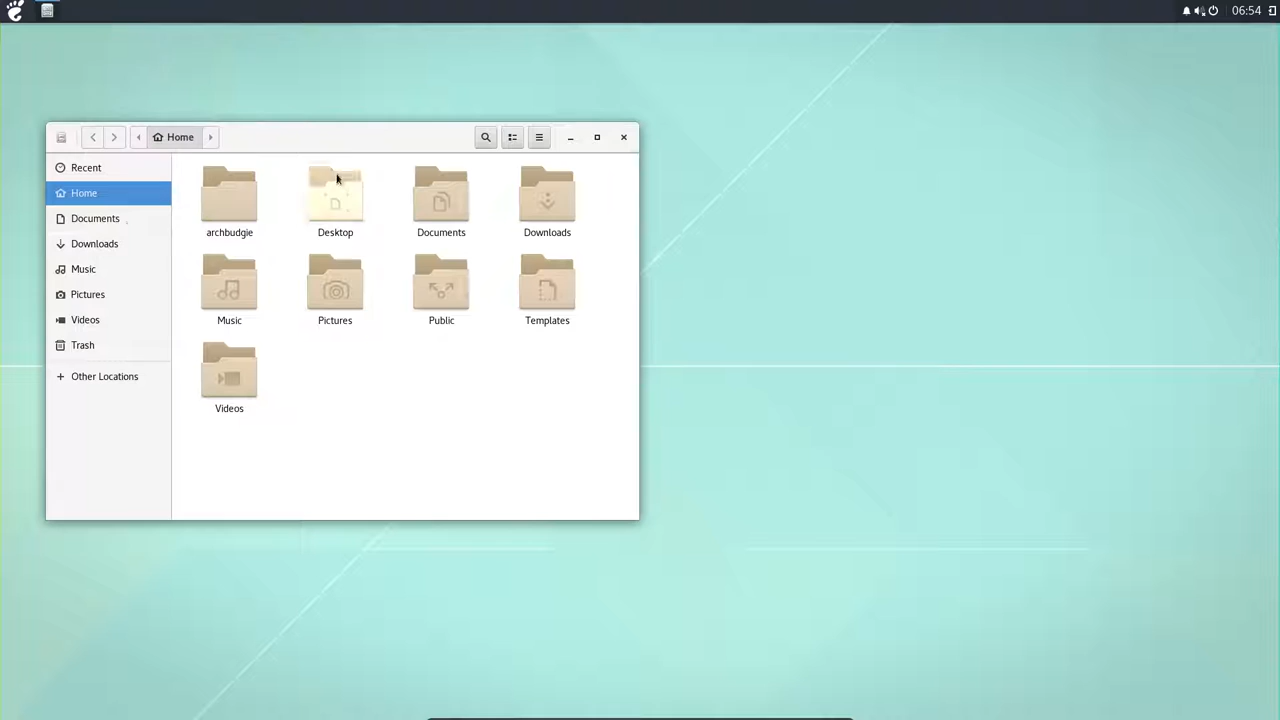 06:54
Home
Recent
Home
Documents
Downloads
Music
Pictures
Videos
Trash
Other Locations
archbudgie
Desktop
Documents
Downloads
Music
Pictures
Public
Templates
Videos